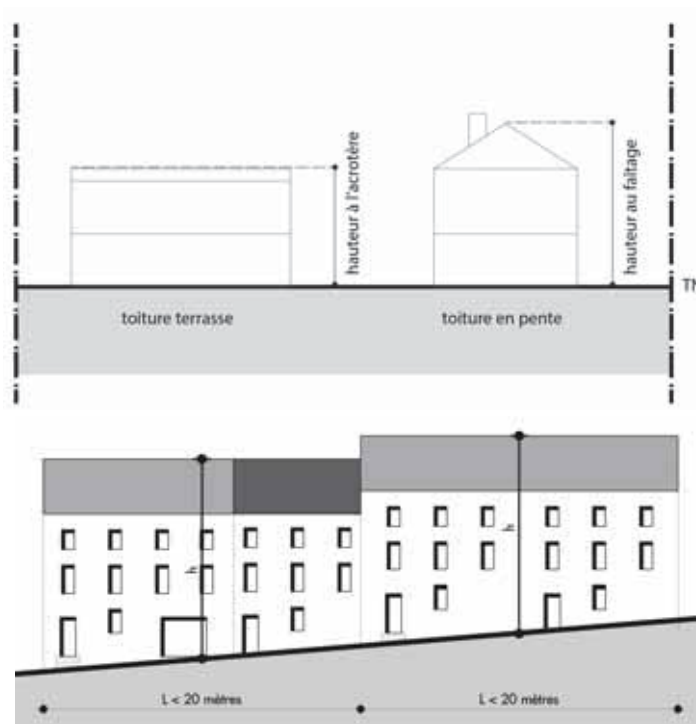 hauteur à l'acrotère
hauteur au faîtage
TN
toiture terrasse
toiture en pente
h
h
L < 20 mètres
L < 20 mètres